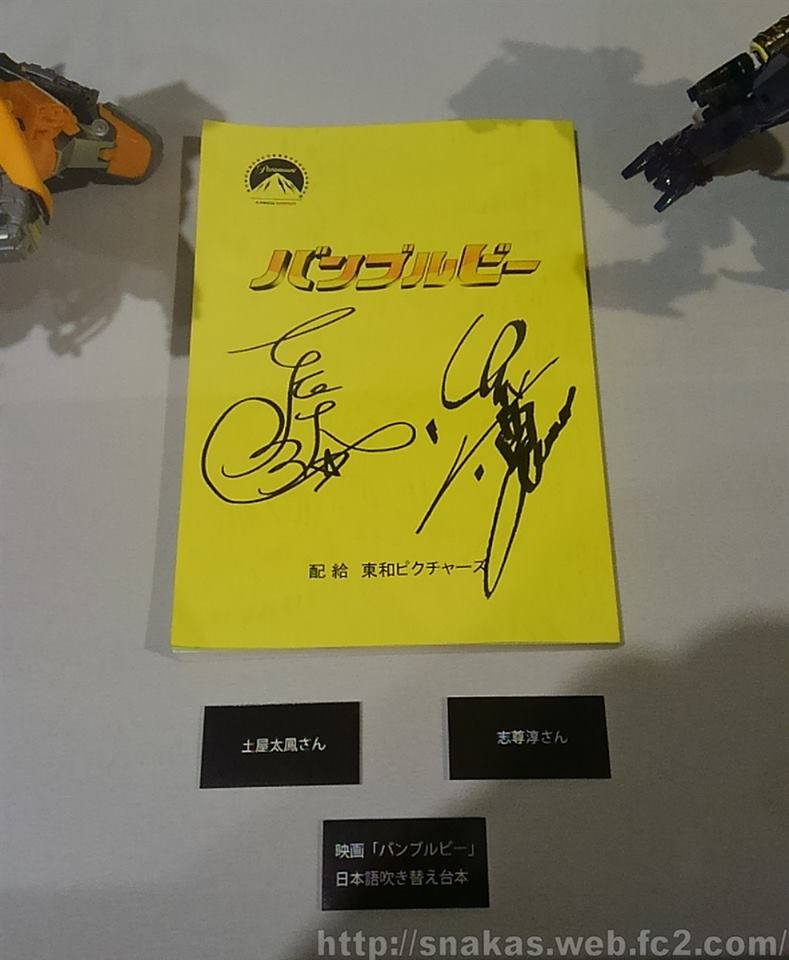 Paramount
バンブルビー
配給 東和ピクチャーズ
土屋太鳳さん
志尊淳さん
映画「バンブルビー」
日本語吹き替え台本
http://snakas.web.fc2.com/